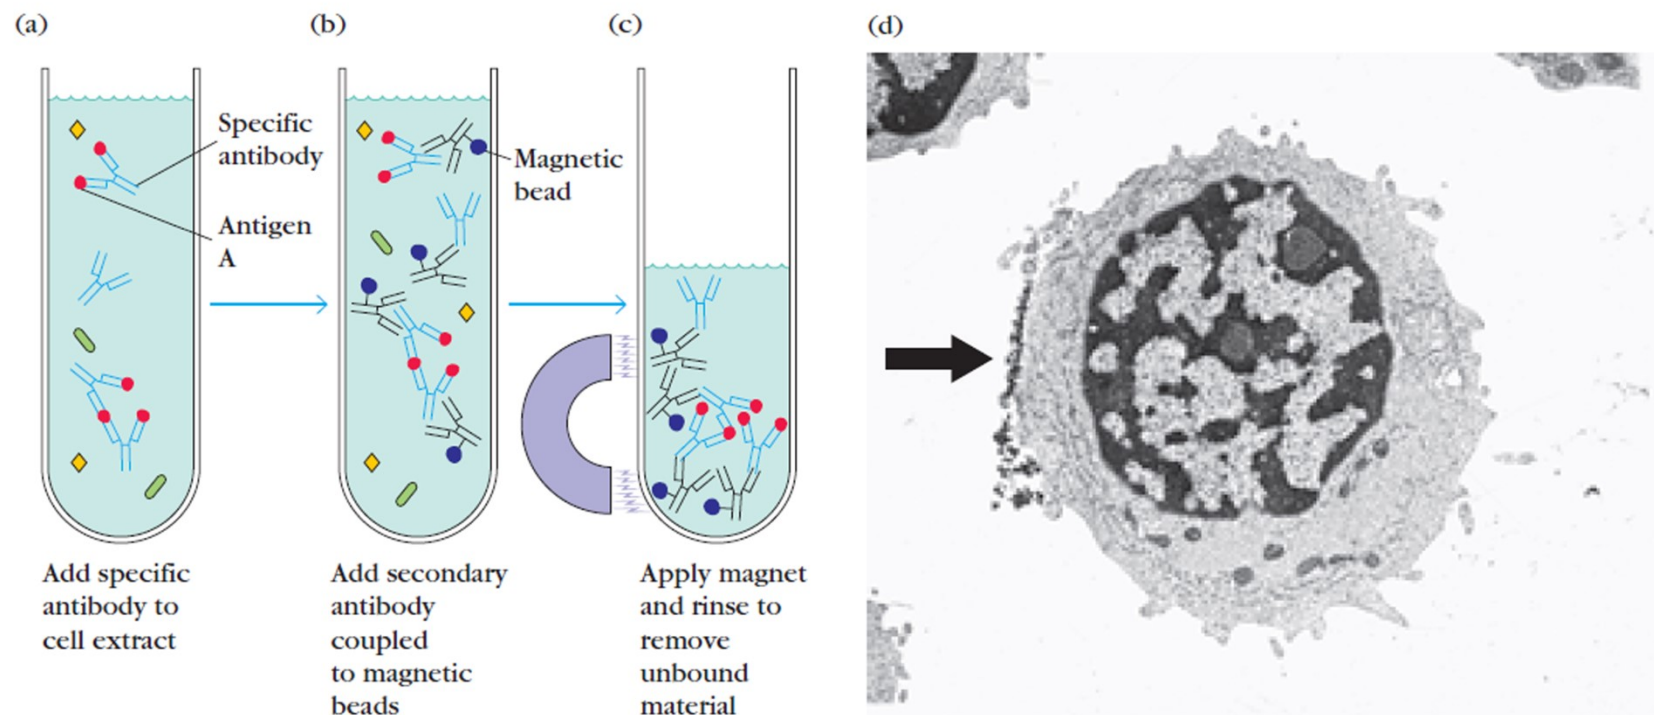 (a)
Specific
antibody
Antigen
A
Add specific
antibody to
cell extract
(b)
Magnetic
bead
Add secondary
antibody
coupled
to magnetic
beads
(c)
Apply magnet
and rinse to
remove
unbound
material
(d)